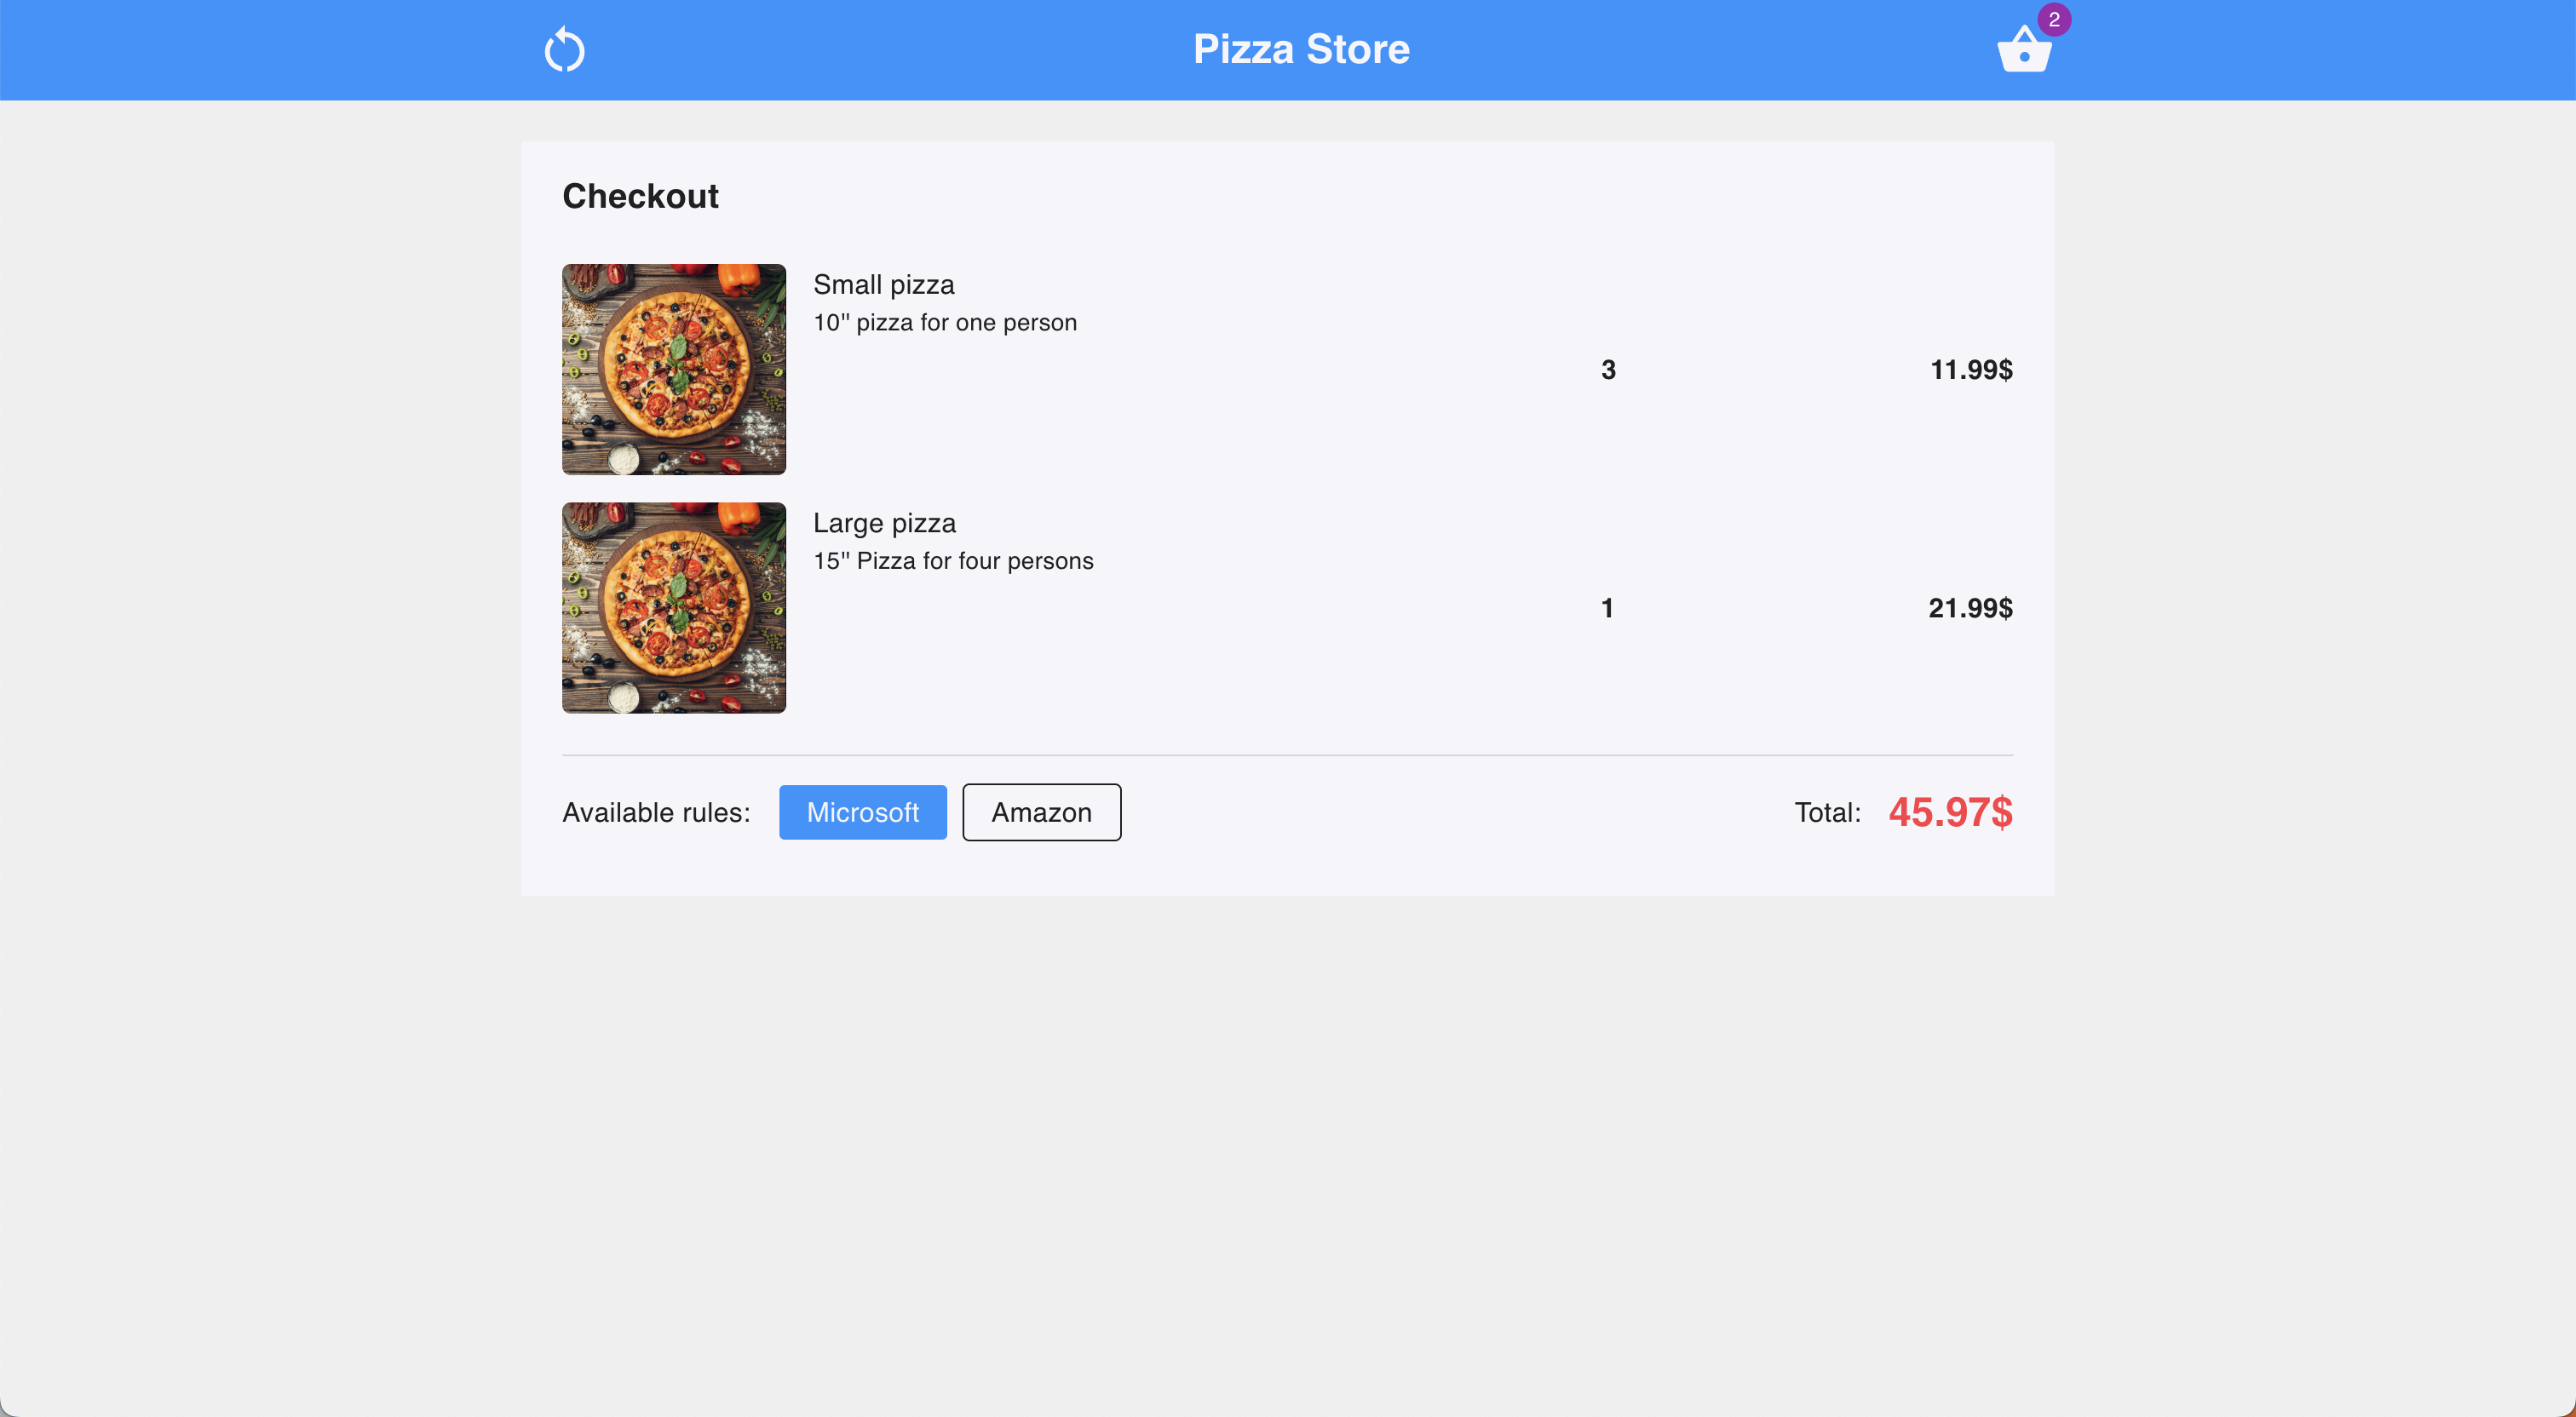 Pizza Store
2
Checkout
Small pizza
10" pizza for one person
3
11.99$
Large pizza
15" Pizza for four persons
1
21.99$
Available rules:
Microsoft
Amazon
Total:
45.97$